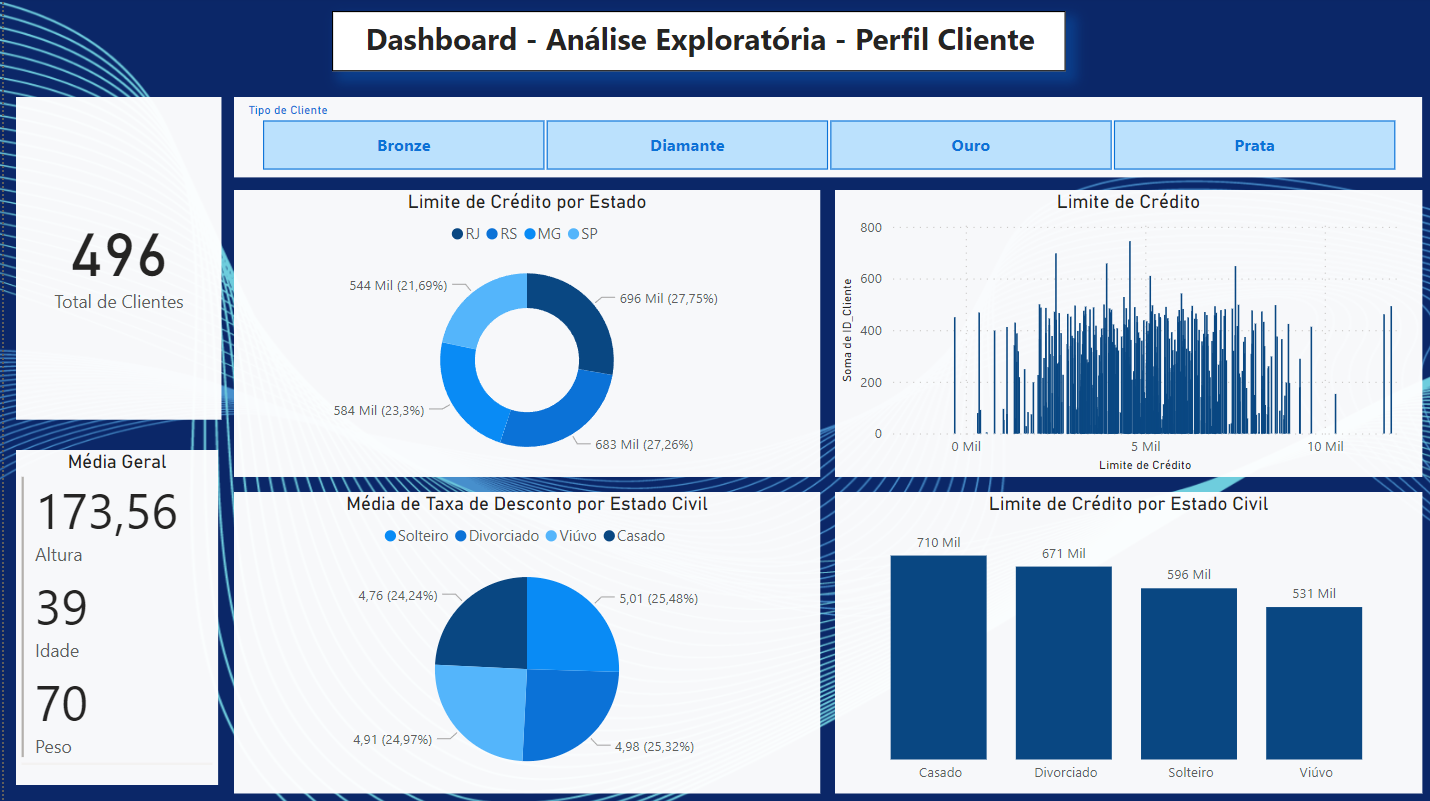 Dashboard - Análise Exploratória - Perfil Cliente
496
Total de Clientes
Média Geral
173,56
Altura
39
Idade
70
Peso
Tipo de Cliente
Bronze
Diamante
Ouro
Prata
Limite de Crédito por Estado
RJ RS MG SP
544 Mil (21,69%)
696 Mil (27,75%)
584 Mil (23,3%)
683 Mil (27,26%)
Limite de Crédito
Soma de ID_Cliente
800
600
400
200
0
0 Mil
5 Mil
10 Mil
Limite de Crédito
Média de Taxa de Desconto por Estado Civil
Solteiro Divorciado Viúvo Casado
4,76 (24,24%)
5,01 (25,48%)
4,91 (24,97%)
4,98 (25,32%)
Limite de Crédito por Estado Civil
710 Mil
671 Mil
596 Mil
531 Mil
Casado
Divorciado
Solteiro
Viúvo